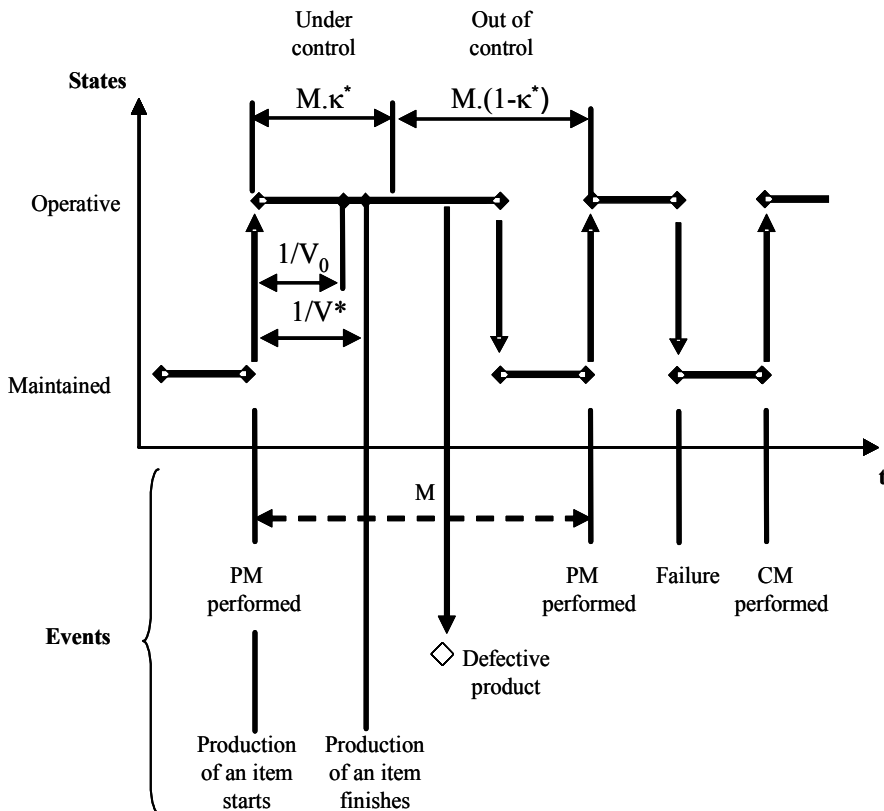 Under
control
Out of
control
States
M.κ*
M.(1-κ*)
Operative
1/V0
1/V*
Maintained
t
M
PM
performed
PM
performed
Failure
CM
performed
Events
Defective
product
Production
of an item
starts
Production
of an item
finishes